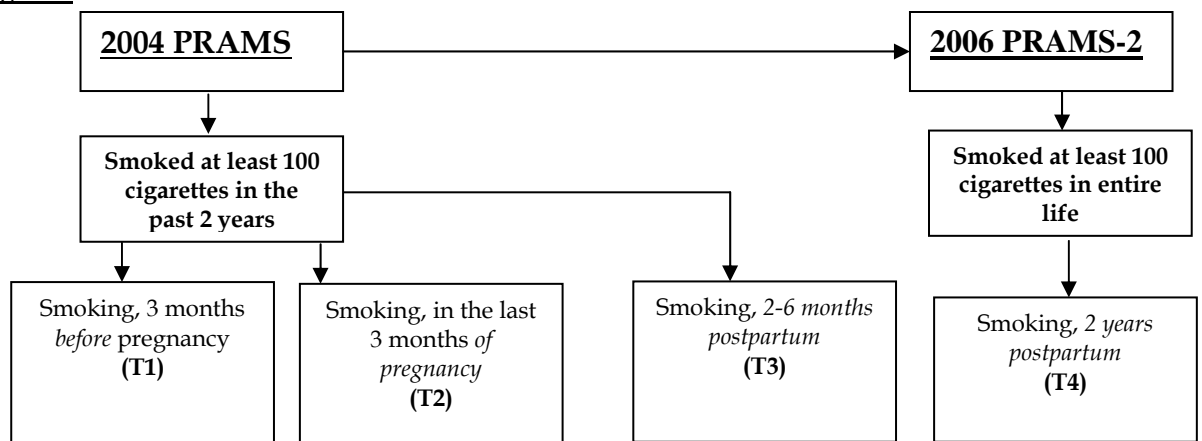 2004 PRAMS
2006 PRAMS-2
Smoked at least 100
cigarettes in the
past 2 years
Smoked at least 100
cigarettes in entire
life
Smoking, 3 months
before pregnancy
(T1)
Smoking, in the last
3 months of
pregnancy
(T2)
Smoking, 2-6 months
postpartum
(T3)
Smoking, 2 years
postpartum
(T4)